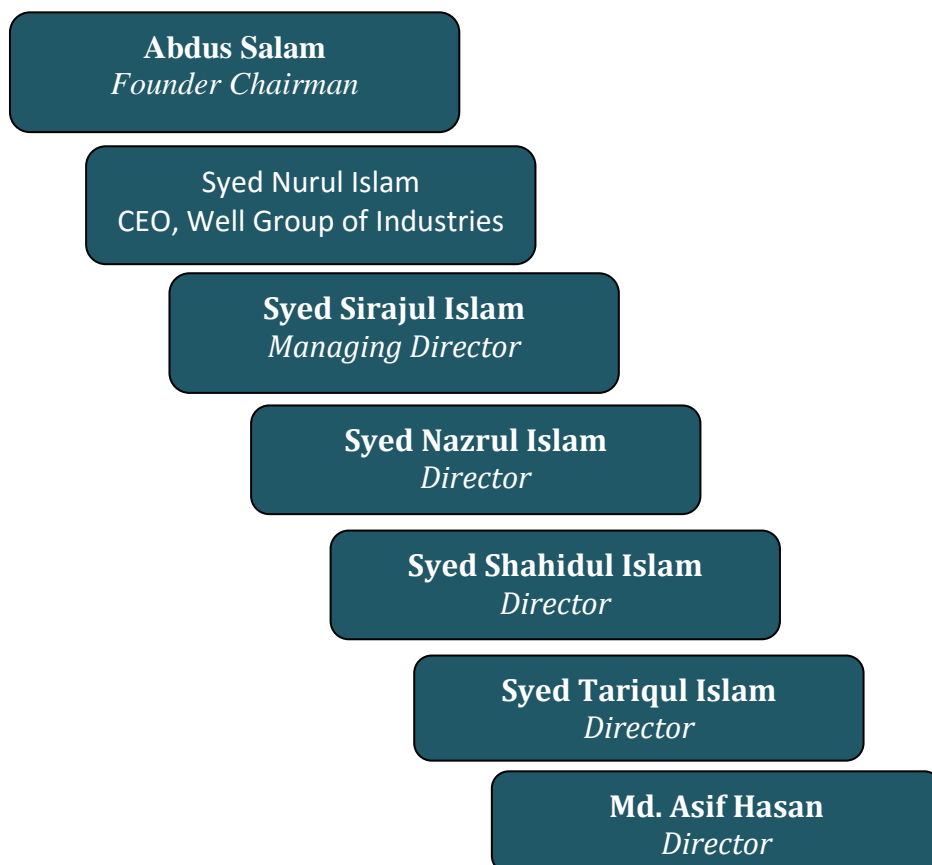 Abdus Salam
Founder Chairman
Syed Nurul Islam
CEO, Well Group of Industries
Syed Sirajul Islam
Managing Director
Syed Nazrul Islam
Director
Syed Shahidul Islam
Director
Syed Tariqul Islam
Director
Md. Asif Hasan
Director